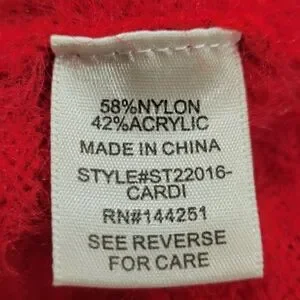 58%NYLON
42%ACRYLIC
MADE IN CHINA
STYLE#ST22016-
CARDI
RN#144251
SEE REVERSE
FOR CARE